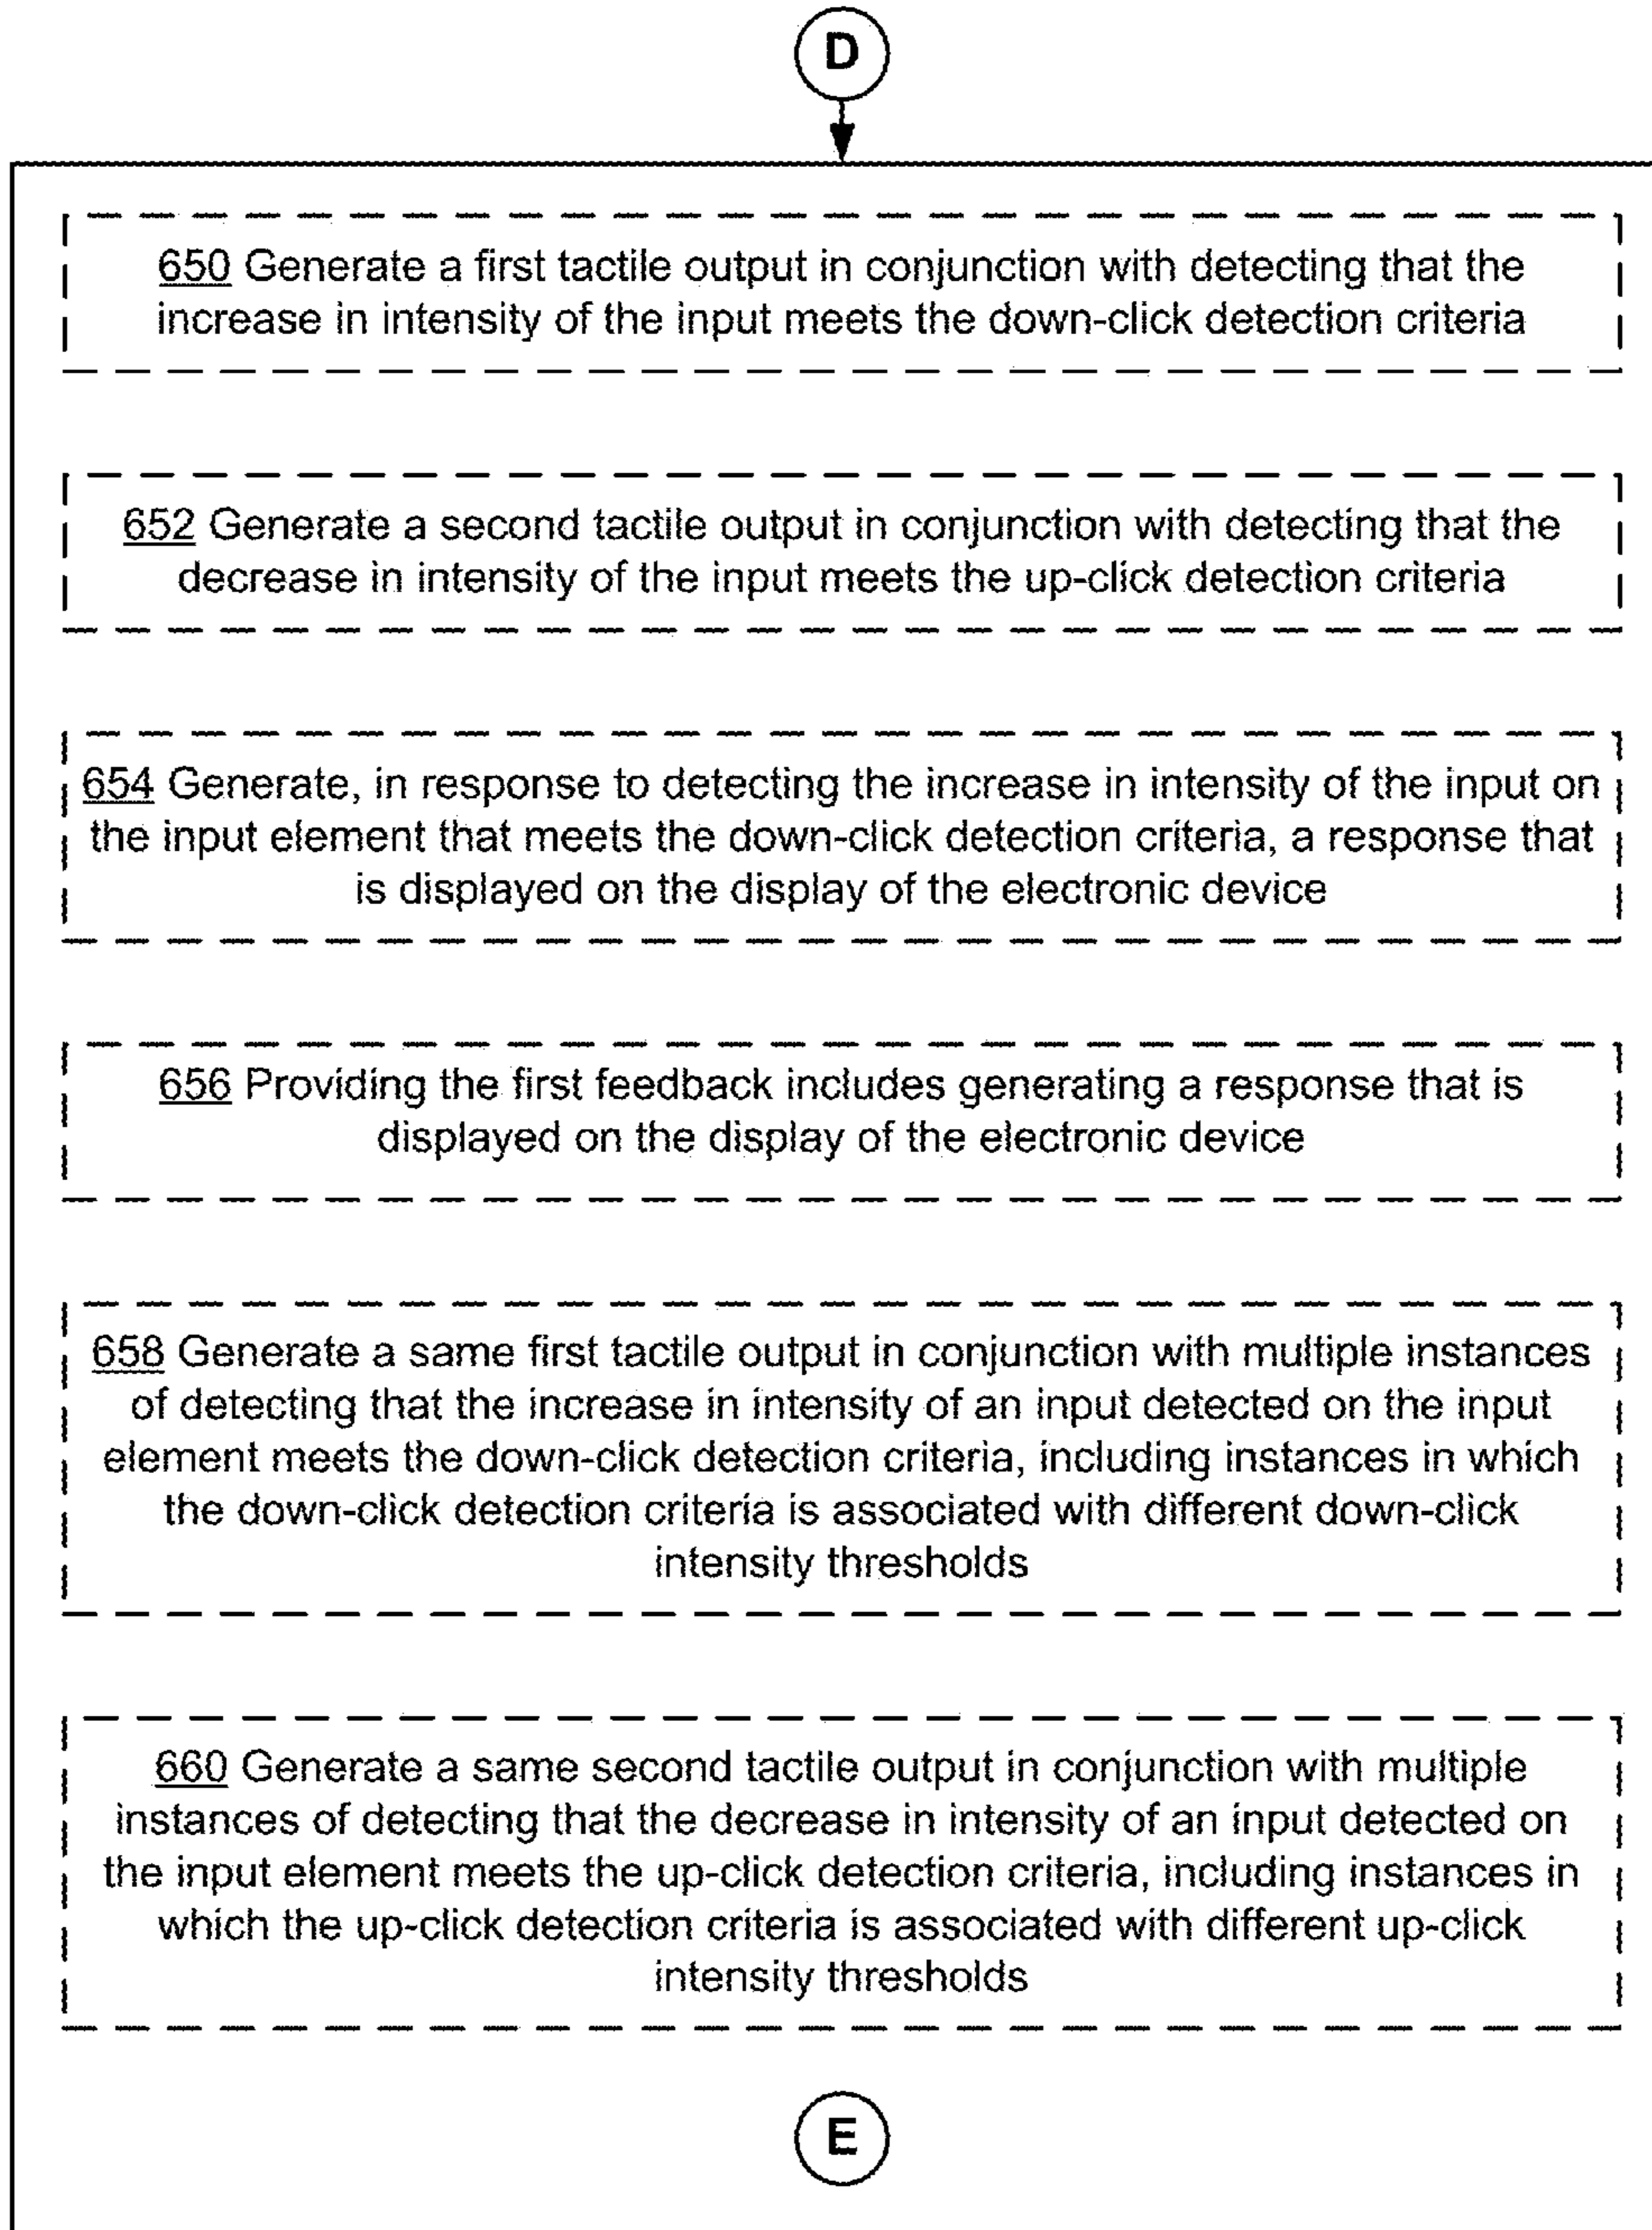 D
650 Generate a first tactile output in conjunction with detecting that the
increase in intensity of the input meets the down-click detection criteria
652 Generate a second tactile output in conjunction with detecting that the
decrease in intensity of the input meets the up-click detection criteria
654 Generate, in response to detecting the increase in intensity of the input on
the input element that meets the down-click detection criteria, a response that
is displayed on the display of the electronic device
656 Providing the first feedback includes generating a response that is
displayed on the display of the electronic device
658 Generate a same first tactile output in conjunction with multiple instances
of detecting that the increase in intensity of an input detected on the input
element meets the down-click detection criteria, including instances in which
the down-click detection criteria is associated with different down-click
intensity thresholds
660 Generate a same second tactile output in conjunction with multiple
instances of detecting that the decrease in intensity of an input detected on
the input element meets the up-click detection criteria, including instances in
which the up-click detection criteria is associated with different up-click
intensity thresholds
E